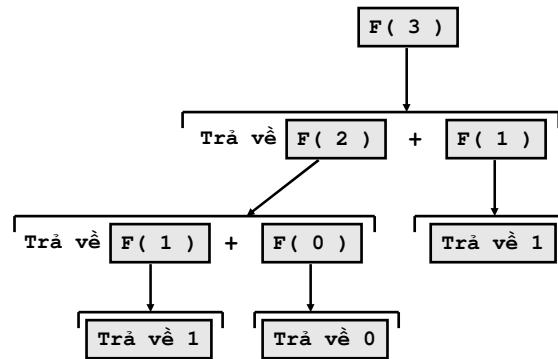 F( 3 )
Trả về F( 2 ) + F( 1 )
Trả về F( 1 ) + F( 0 ) Trả về 1
Trả về 1 Trả về 0